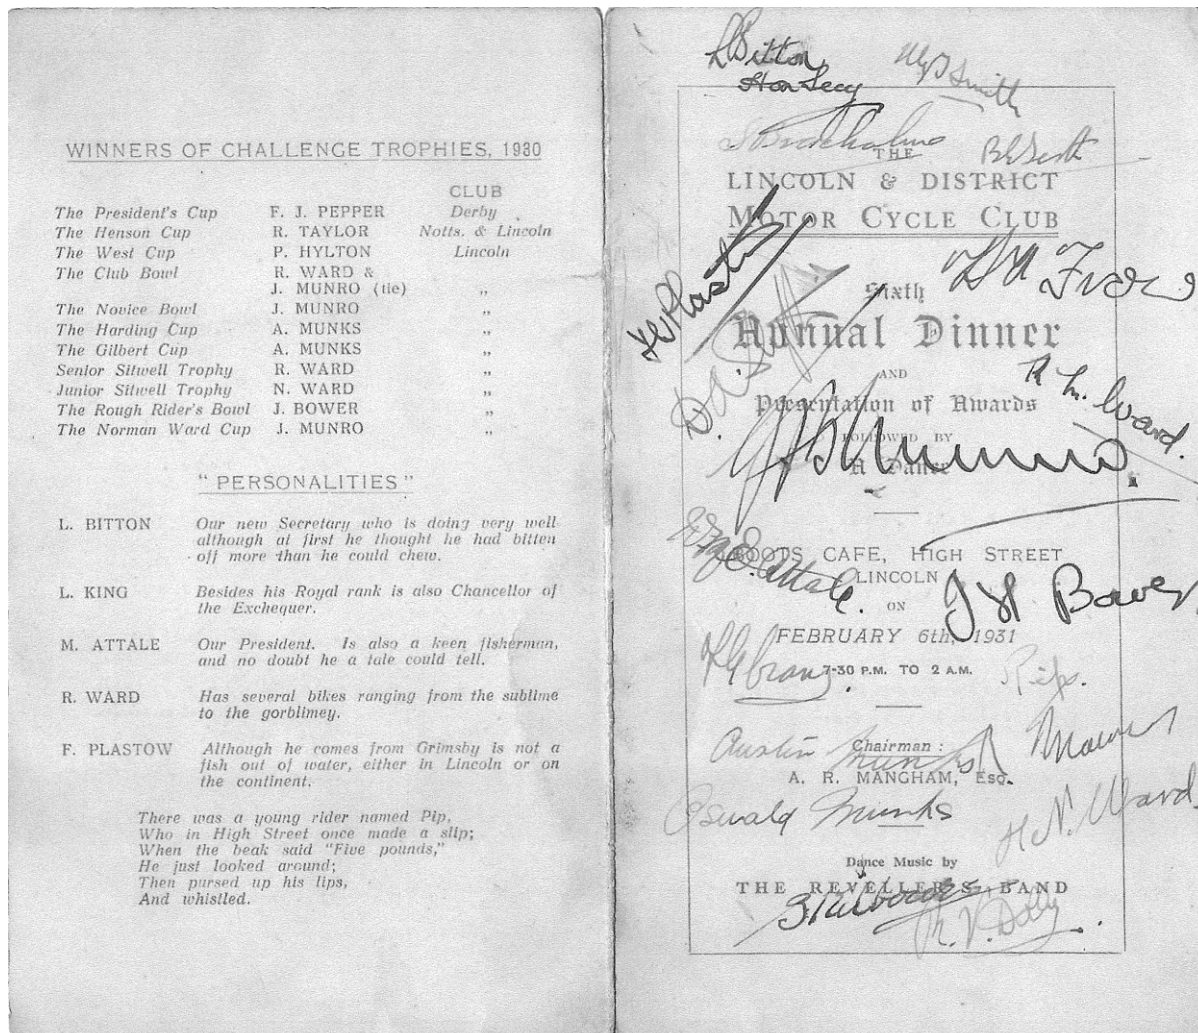 WINNERS OF CHALLENGE TROPHIES, 1930
CLUB
The President's Cup F. J. PEPPER Derby
The Henson Cup R. TAYLOR Notts. & Lincoln
The West Cup P. HYLTON Lincoln
The Club Bowl R. WARD &
J. MUNRO (tie) ,,
The Novice Bowl J. MUNRO ,,
The Harding Cup A. MUNKS ,,
The Gilbert Cup A. MUNKS ,,
Senior Sitwell Trophy R. WARD ,,
Junior Sitwell Trophy N. WARD ,,
The Rough Rider's Bowl J. BOWER ,,
The Norman Ward Cup J. MUNRO ,,
"PERSONALITIES"
L. BITTON Our new Secretary who is doing very well
although at first he thought he had bitten
off more than he could chew.
L. KING Besides his Royal rank is also Chancellor of
the Exchequer.
M. ATTALE Our President. Is also a keen fisherman,
and no doubt he a tale could tell.
R. WARD Has several bikes ranging from the sublime
to the gorblimey.
F. PLASTOW Although he comes from Grimsby is not a
fish out of water, either in Lincoln or on
the continent.
There was a young rider named Pip,
Who in High Street once made a slip;
When the beak said "Five pounds,"
He just looked around;
Then pursed up his lips,
And whistled.
L Bitton
Hon Secy
Smith
THE
LINCOLN & DISTRICT
MOTOR CYCLE CLUB
Sixth
Annual Dinner
AND
R M. Ward.
Presentation of Awards
FOLLOWED BY
A Dance
Munro.
BOOTS CAFE, HIGH STREET
LINCOLN
Attale.
ON
J H Bower
FEBRUARY 6th, 1931
7-30 P.M. TO 2 A.M.
Austin Munks
Chairman:
A. R. MANGHAM, ESQ.
Oswald Munks
H. N. Ward.
Dance Music by
THE REVELLERS BAND